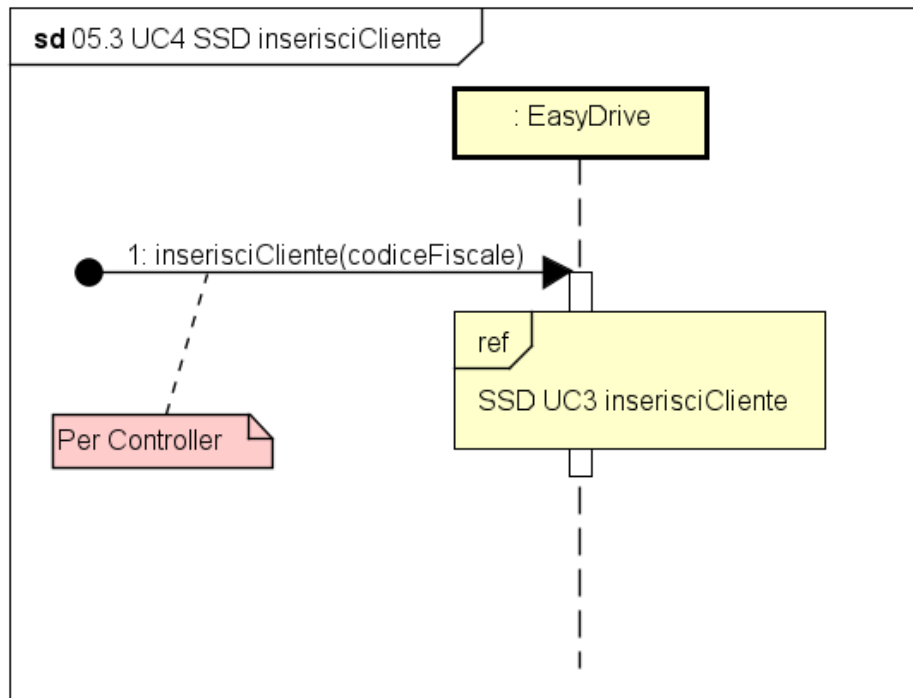 sd 05.3 UC4 SSD inserisciCliente
: EasyDrive
1: inserisciCliente(codiceFiscale)
ref
SSD UC3 inserisciCliente
Per Controller